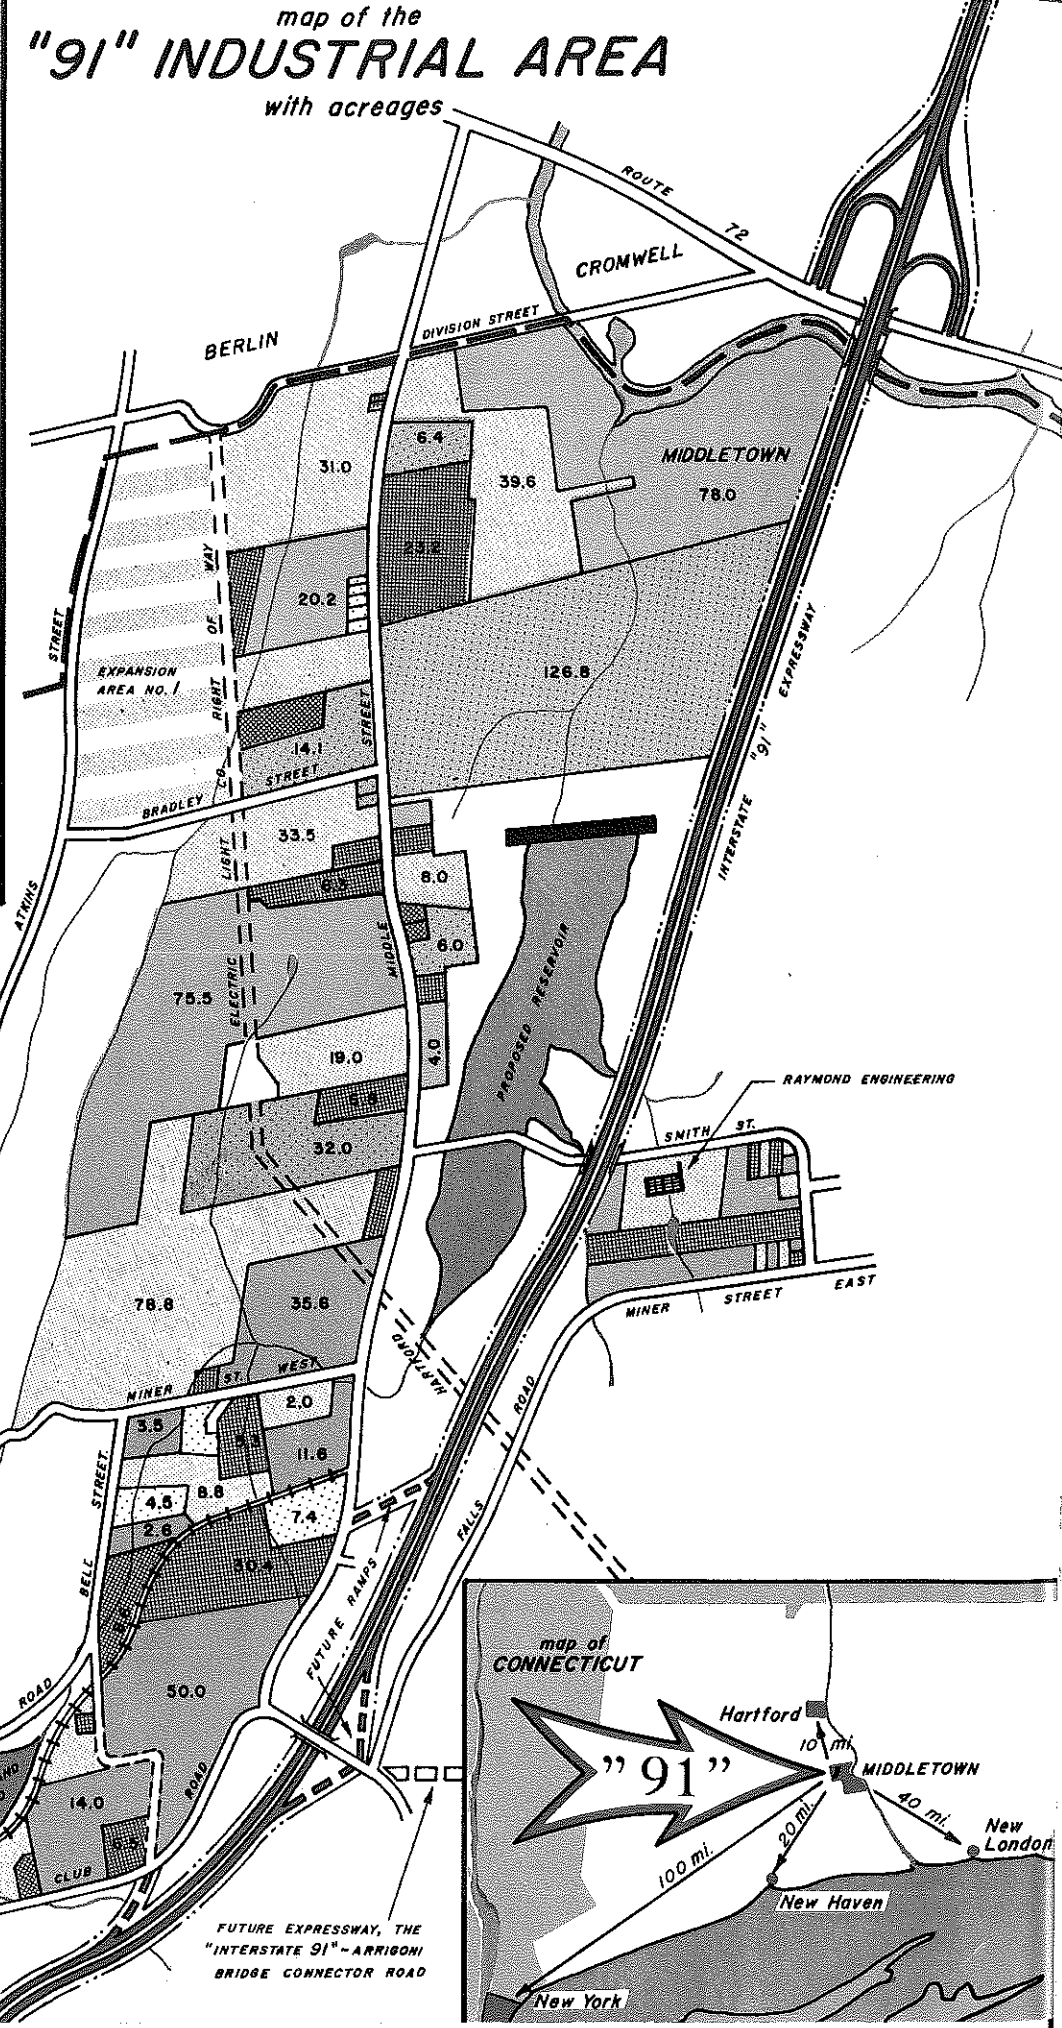 map of the
"91" INDUSTRIAL AREA
with acreages
ROUTE 72
CROMWELL
DIVISION STREET
BERLIN
6.4
31.0
39.6
MIDDLETOWN
78.0
23.2
20.2
STREET
EXPANSION
AREA NO. 1
126.8
STREET
14.1
BRADLEY STREET
ELECTRIC LIGHT CO. RIGHT OF WAY
INTERSTATE "91" EXPRESSWAY
33.5
8.0
ATKINS
MIDDLE
6.0
75.5
PROPOSED RESERVOIR
19.0
4.0
RAYMOND ENGINEERING
SMITH ST.
32.0
78.8
35.6
MINER STREET EAST
HARTFORD
MINER ST. WEST
2.0
3.5
5.3
11.6
ROAD
STREET
8.8
4.5
7.4
2.6
FALLS
30.4
BELL
FUTURE RAMPS
50.0
ROAD
ROAD
14.0
CLUB
FUTURE EXPRESSWAY, THE
"INTERSTATE 91"-ARRIGONI
BRIDGE CONNECTOR ROAD
map of
CONNECTICUT
Hartford
10 mi.
"91"
MIDDLETOWN
40 mi.
20 mi.
New
London
100 mi.
New Haven
New York